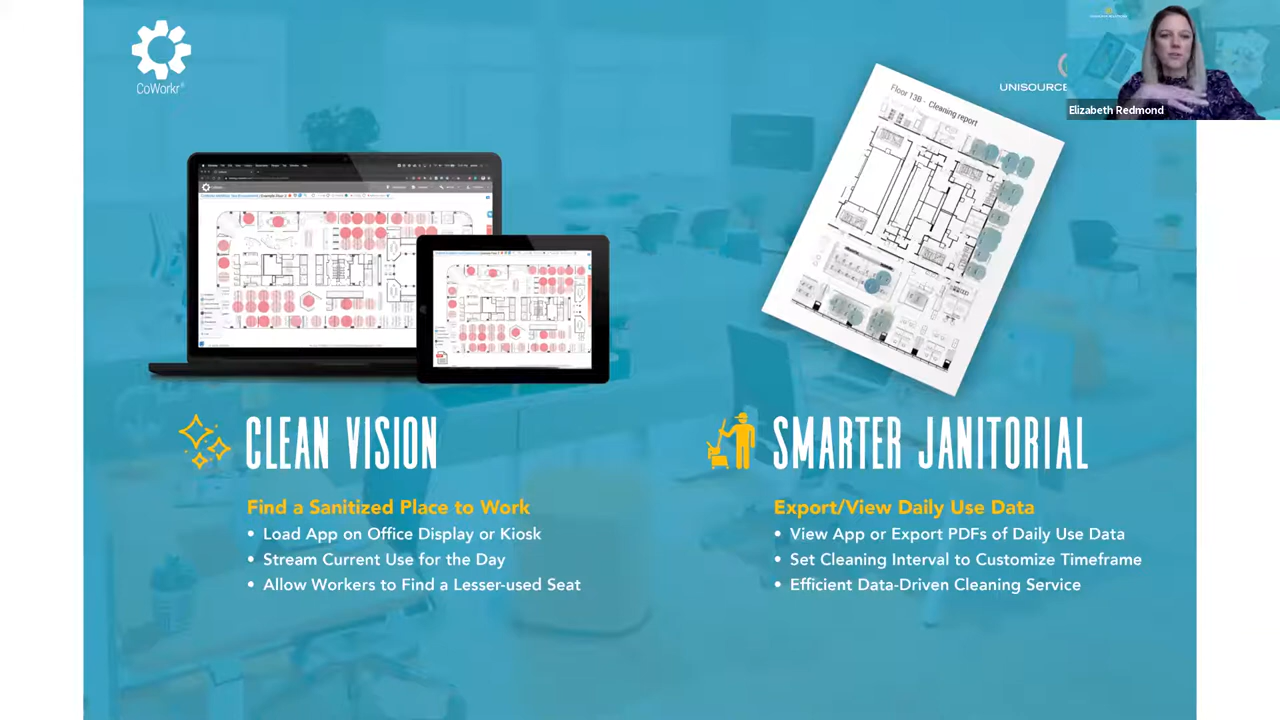 CoWorkr®
UNISOURCE
Elizabeth Redmond
Floor 13B - Cleaning report
CLEAN VISION
Find a Sanitized Place to Work
• Load App on Office Display or Kiosk
• Stream Current Use for the Day
• Allow Workers to Find a Lesser-used Seat
SMARTER JANITORIAL
Export/View Daily Use Data
• View App or Export PDFs of Daily Use Data
• Set Cleaning Interval to Customize Timeframe
• Efficient Data-Driven Cleaning Service